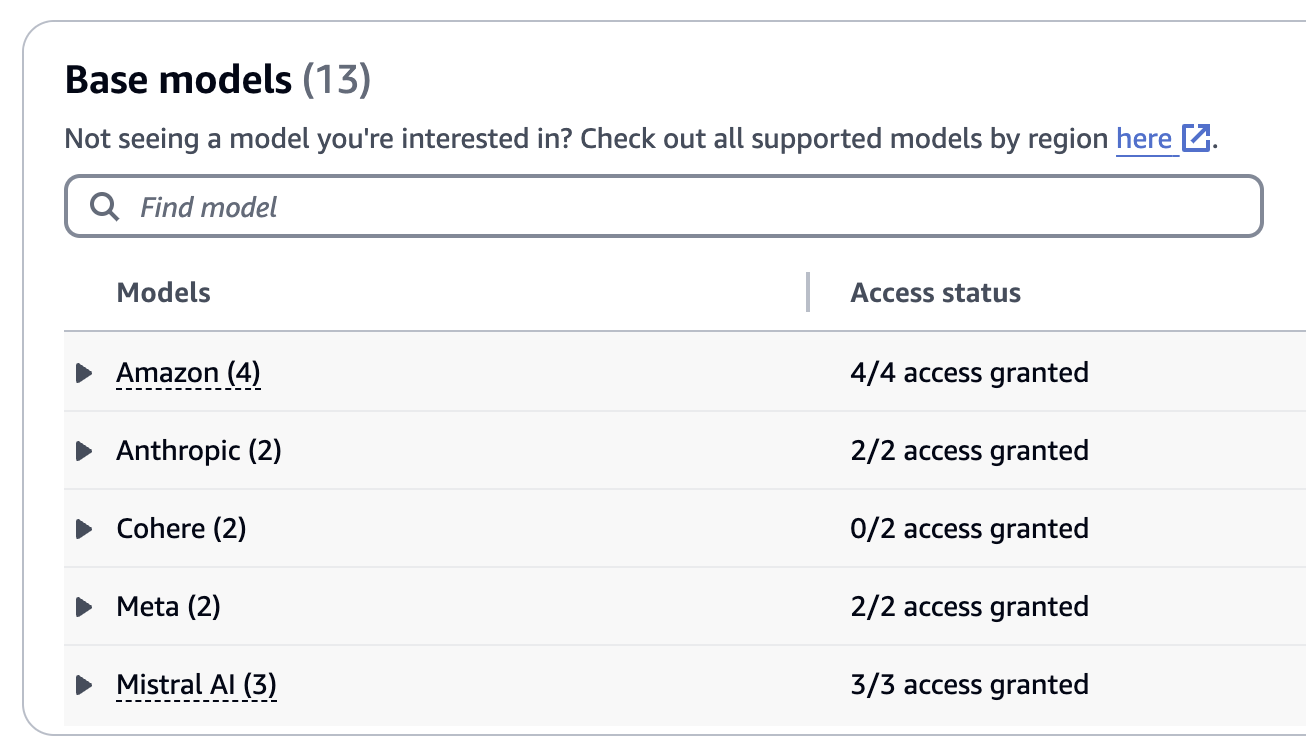 Base models (13)
Not seeing a model you're interested in? Check out all supported models by region here.
Find model
Models Access status
Amazon (4) 4/4 access granted
Anthropic (2) 2/2 access granted
Cohere (2) 0/2 access granted
Meta (2) 2/2 access granted
Mistral AI (3) 3/3 access granted